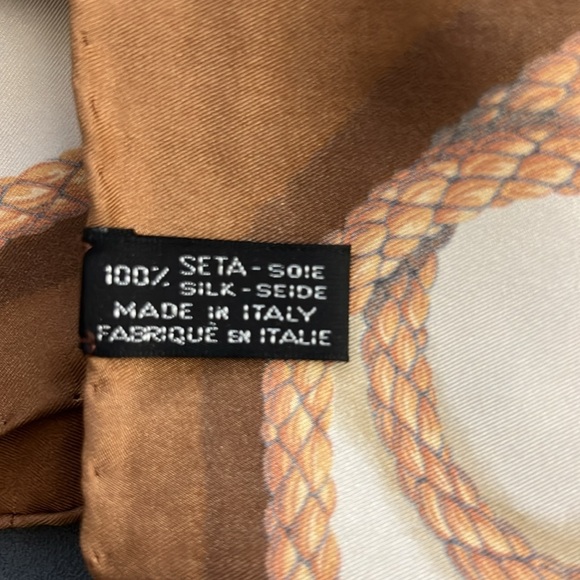 100% SETA - SOIE
SILK - SEIDE
MADE IN ITALY
FABRIQUÉ EN ITALIE